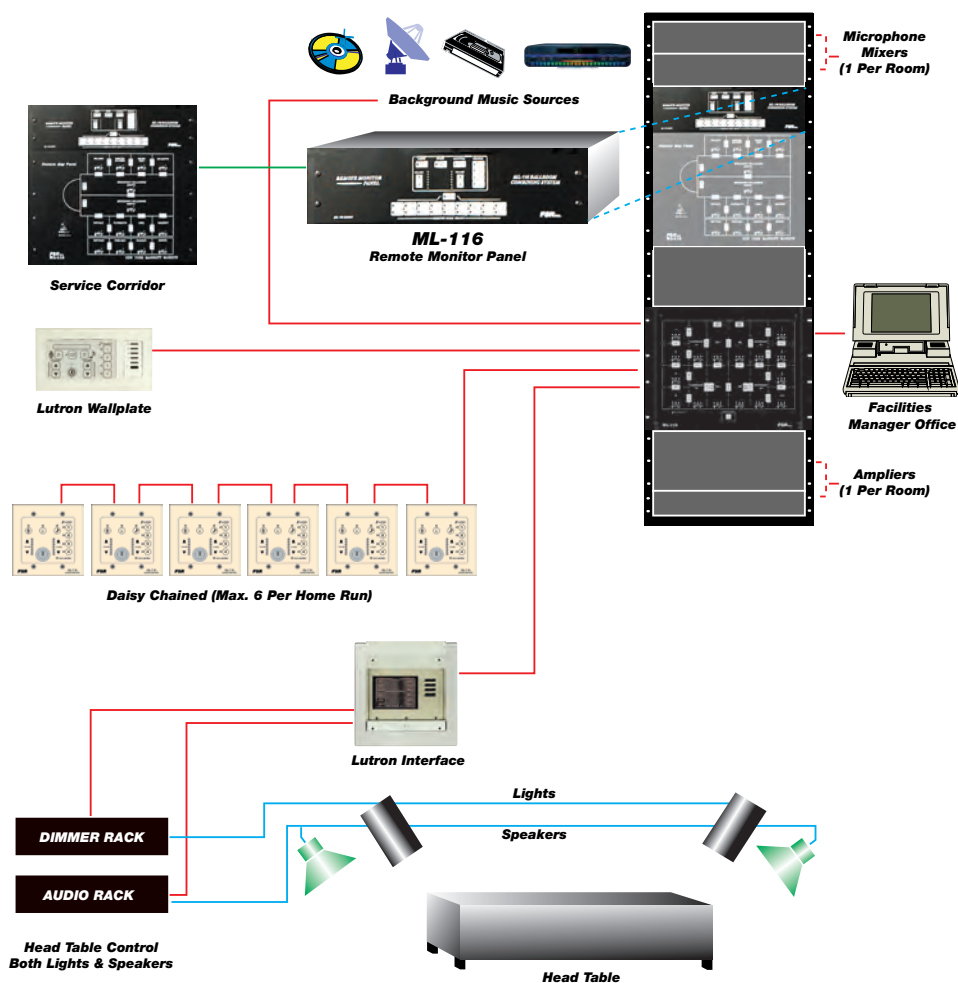 Microphone
Mixers
(1 Per Room)
Background Music Sources
REMOTE MONITOR
PANEL
ML-116 BALLROOM
COMBINING SYSTEM
FSR
ML-116
Remote Monitor Panel
Service Corridor
Lutron Wallplate
Facilities
Manager Office
Ampliers
(1 Per Room)
Daisy Chained (Max. 6 Per Home Run)
Lutron Interface
Lights
DIMMER RACK
Speakers
AUDIO RACK
Head Table Control
Both Lights & Speakers
Head Table